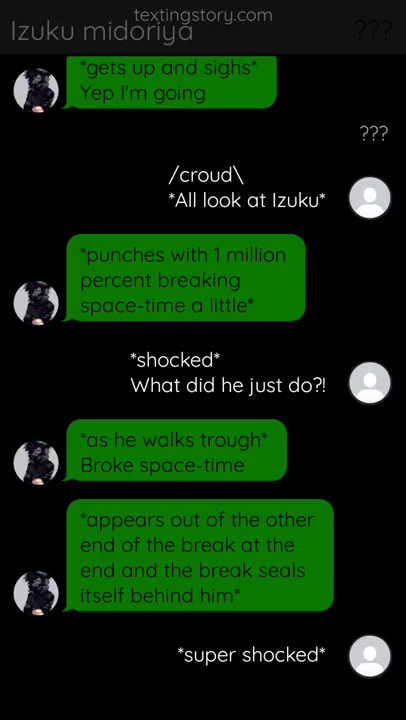 textingstory.com
Izuku midoriya
???
*gets up and sighs*
Yep I'm going
???
/croud\
*All look at Izuku*
*punches with 1 million
percent breaking
space-time a little*
*shocked*
What did he just do?!
*as he walks trough*
Broke space-time
*appears out of the other
end of the break at the
end and the break seals
itself behind him*
*super shocked*